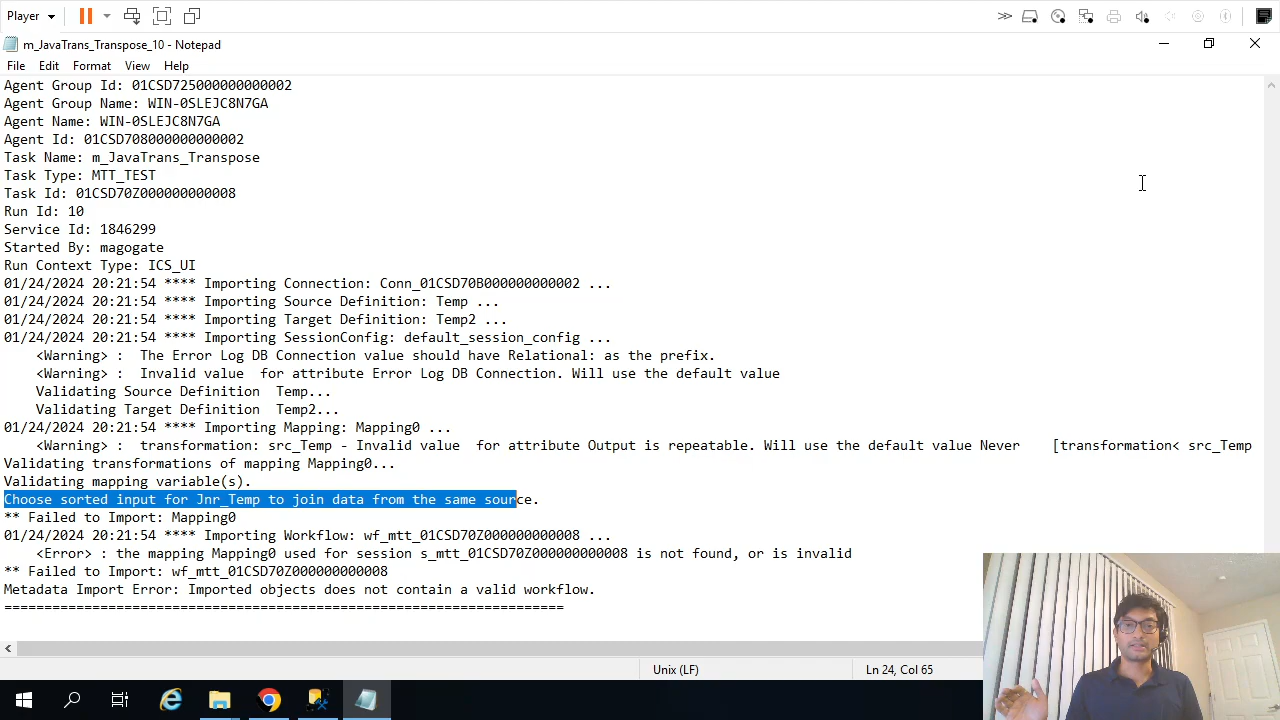 Player
m_JavaTrans_Transpose_10 - Notepad
File Edit Format View Help
Agent Group Id: 01CSD725000000000002
Agent Group Name: WIN-0SLEJC8N7GA
Agent Name: WIN-0SLEJC8N7GA
Agent Id: 01CSD708000000000002
Task Name: m_JavaTrans_Transpose
Task Type: MTT_TEST
Task Id: 01CSD70Z000000000008
Run Id: 10
Service Id: 1846299
Started By: magogate
Run Context Type: ICS_UI
01/24/2024 20:21:54 **** Importing Connection: Conn_01CSD70B000000000002 ...
01/24/2024 20:21:54 **** Importing Source Definition: Temp ...
01/24/2024 20:21:54 **** Importing Target Definition: Temp2 ...
01/24/2024 20:21:54 **** Importing SessionConfig: default_session_config ...
<Warning> : The Error Log DB Connection value should have Relational: as the prefix.
<Warning> : Invalid value for attribute Error Log DB Connection. Will use the default value
Validating Source Definition Temp...
Validating Target Definition Temp2...
01/24/2024 20:21:54 **** Importing Mapping: Mapping0 ...
<Warning> : transformation: src_Temp - Invalid value for attribute Output is repeatable. Will use the default value Never [transformation< src_Temp
Validating transformations of mapping Mapping0...
Validating mapping variable(s).
Choose sorted input for Jnr_Temp to join data from the same source.
** Failed to Import: Mapping0
01/24/2024 20:21:54 **** Importing Workflow: wf_mtt_01CSD70Z000000000008 ...
<Error> : the mapping Mapping0 used for session s_mtt_01CSD70Z000000000008 is not found, or is invalid
** Failed to Import: wf_mtt_01CSD70Z000000000008
Metadata Import Error: Imported objects does not contain a valid workflow.
======================================================================
Unix (LF) Ln 24, Col 65